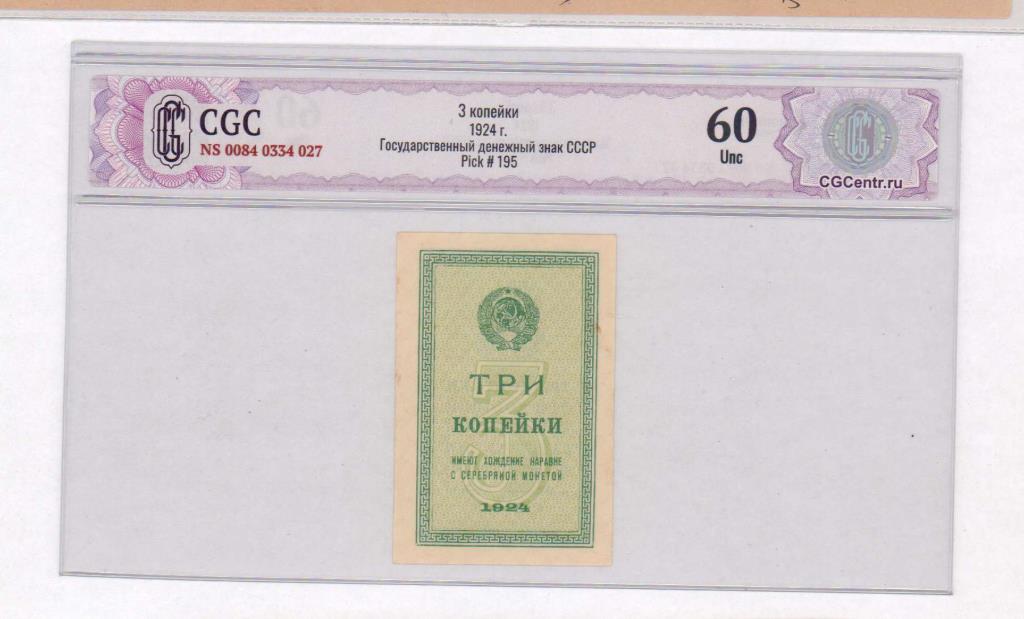 CGC
NS 0084 0334 027
3 копейки
1924 г.
Государственный денежный знак СССР
Pick # 195
60
Unc
CGCentr.ru
ТРИ
КОПЕЙКИ
ИМЕЮТ ХОЖДЕНИЕ НАРАВНЕ
С СЕРЕБРЯНОЙ МОНЕТОЙ
1924